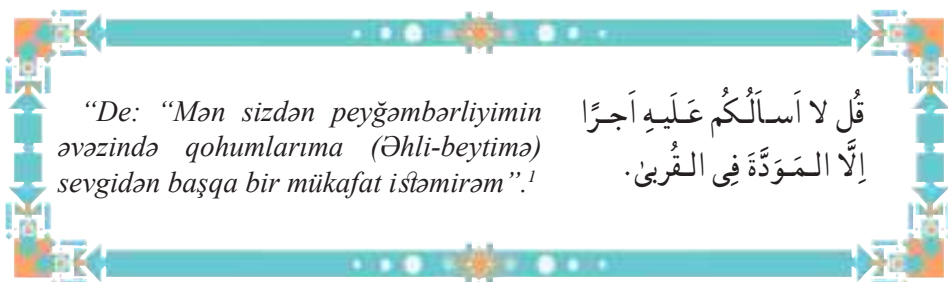 “De: “Mən sizdən peyğəmbərliyimin
əvəzində qohumlarıma (Əhli-beytimə)
sevgidən başqa bir mükafat istəmirəm”.¹
قُل لا اَسـاَلُـكُم عَـلَيـهِ اَجـرًا
اِلَّا الـمَـوَدَّةَ فِى الـقُربىٰ.